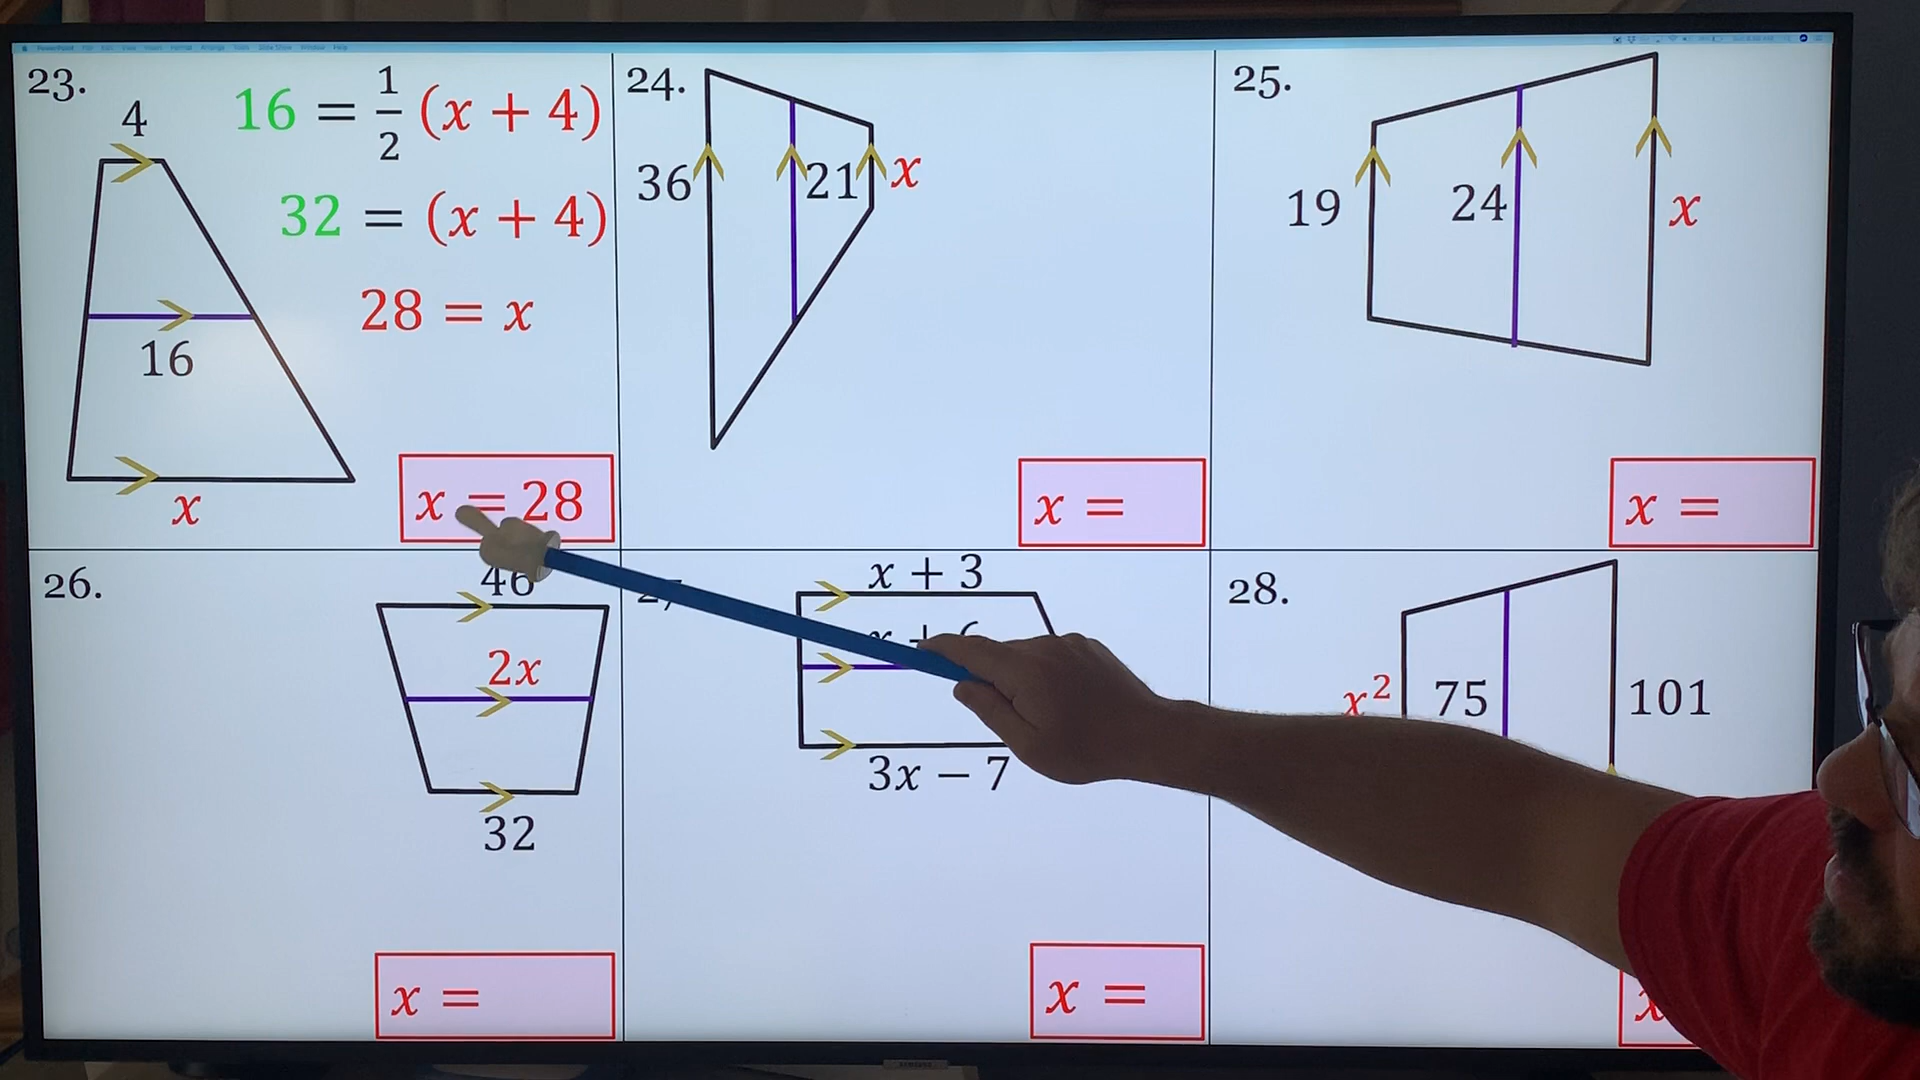 23.
4
16 = 1/2 (x + 4)
32 = (x + 4)
28 = x
16
x
x = 28
24.
36
21
x
x =
25.
19
24
x
x =
26.
46
2x
32
x =
x + 3
3x − 7
x =
28.
x²
75
101